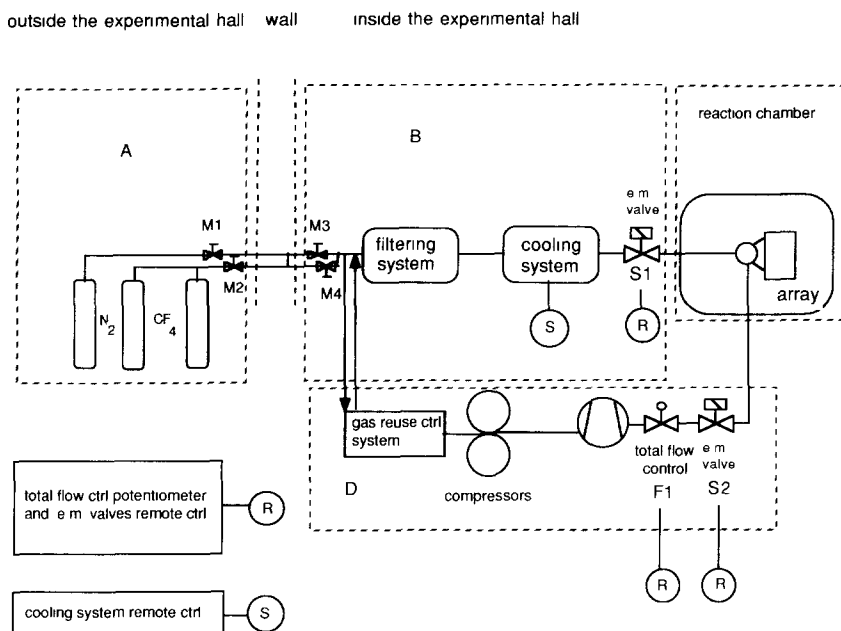 outside the experimental hall wall inside the experimental hall
A
B
reaction chamber
e m
valve
M1
M3
filtering
system
cooling
system
M2
M4
S1
array
N2
CF4
S
R
gas reuse ctrl
system
D
compressors
total flow
control
F1
e m
valve
S2
total flow ctrl potentiometer
and e m valves remote ctrl
R
R
R
cooling system remote ctrl
S